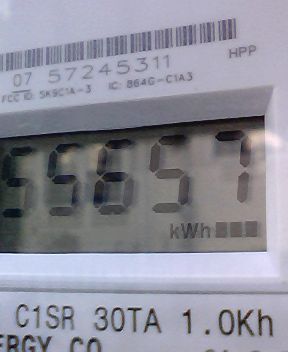 07 57245311
HPP
FCC ID: SK9C1A-3 IC: 864G-C1A3
55657
kWh
C1SR 30TA 1.0Kh
ERGY CO